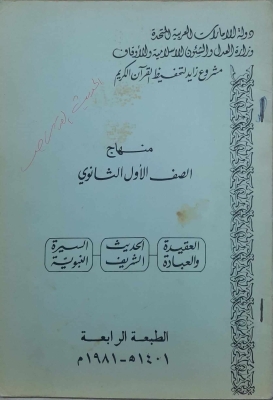 دولة الإمارات العربية المتحدة
وزارة العدل والشئون الاسلامية والأوقاف
مشروع زايد لتحفيظ القرآن الكريم
منهاج
الصف الأول الثانوي
العقيدة والعبادة
الحديث الشريف
السيرة النبوية
الطبعة الرابعة
١٤٠١هـ - ١٩٨١م